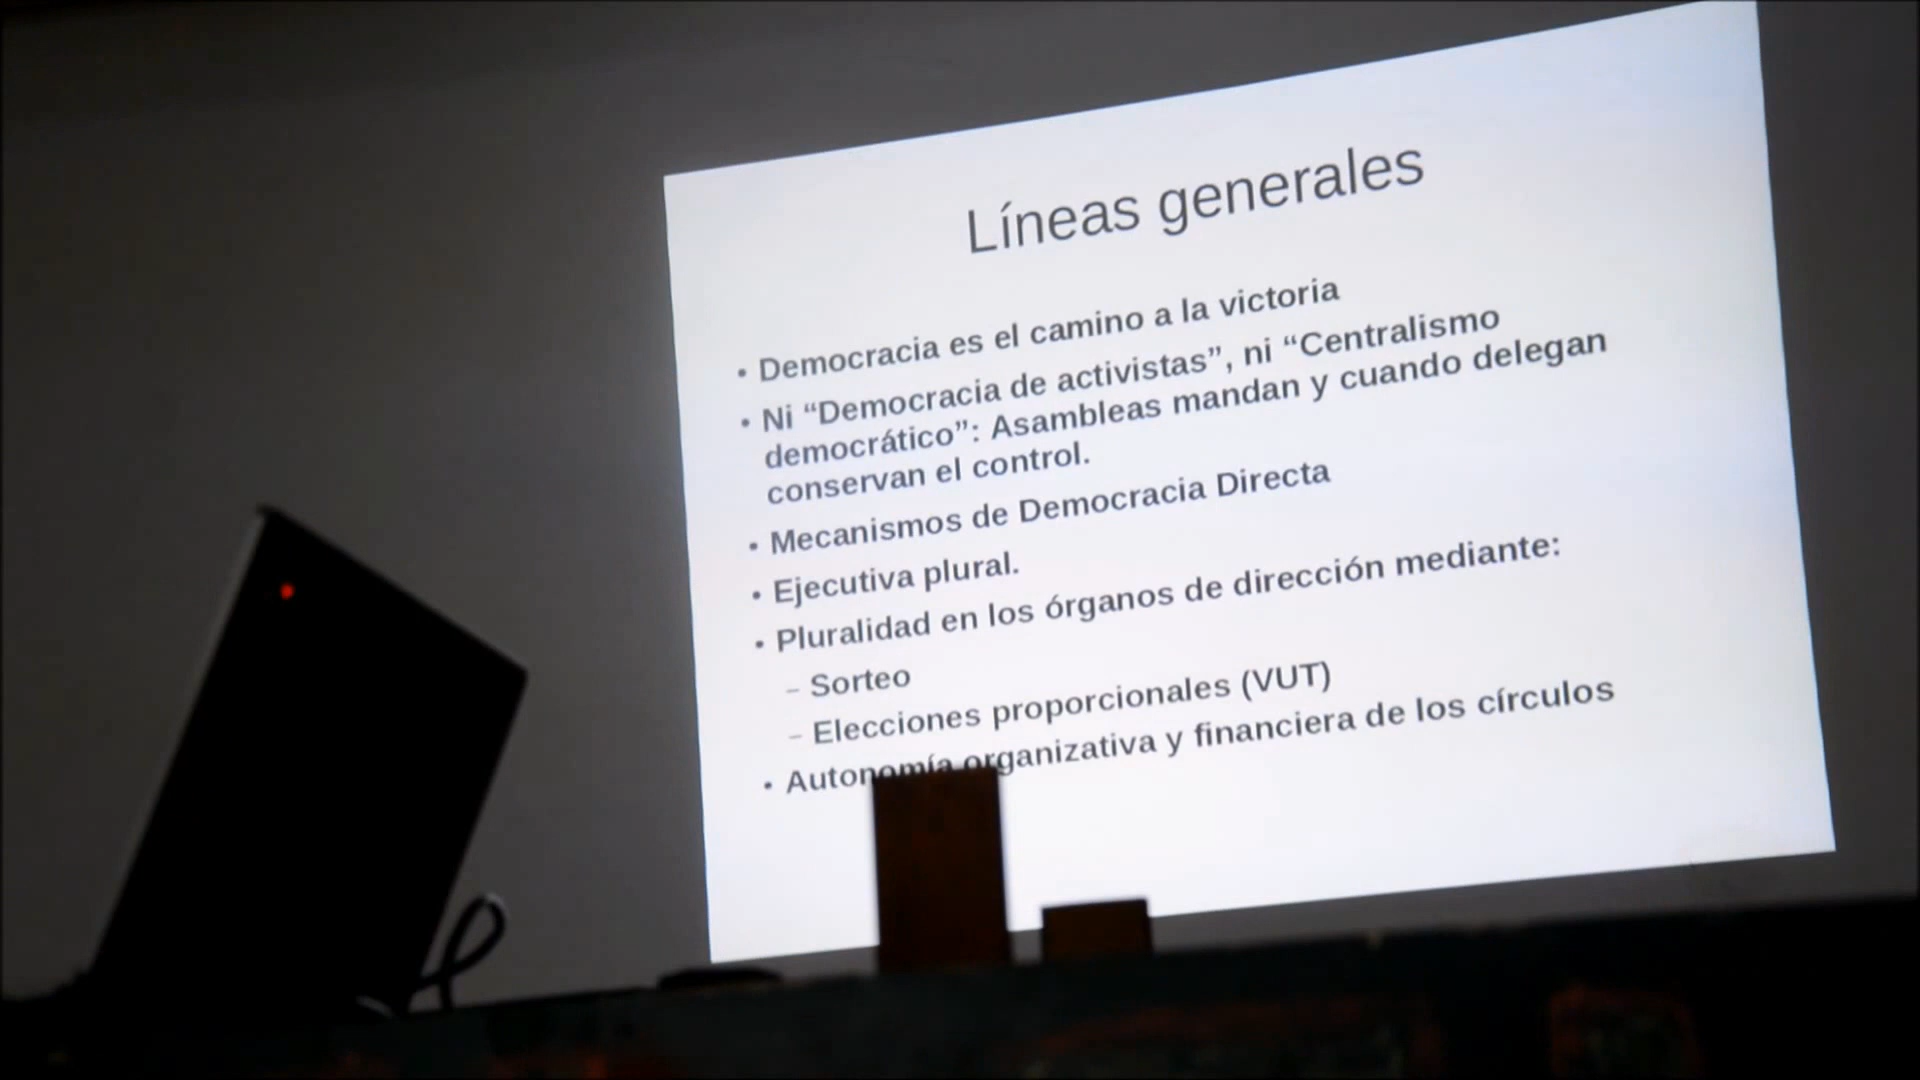 Líneas generales
• Democracia es el camino a la victoria
• Ni “Democracia de activistas”, ni “Centralismo
democrático”: Asambleas mandan y cuando delegan
conservan el control.
• Mecanismos de Democracia Directa
• Ejecutiva plural.
• Pluralidad en los órganos de dirección mediante:
– Sorteo
– Elecciones proporcionales (VUT)
• Autonomía organizativa y financiera de los círculos